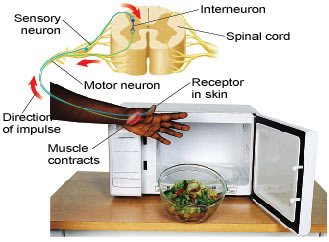 Interneuron
Sensory
neuron
Spinal cord
Motor neuron
Receptor
in skin
Direction
of impulse
Muscle
contracts